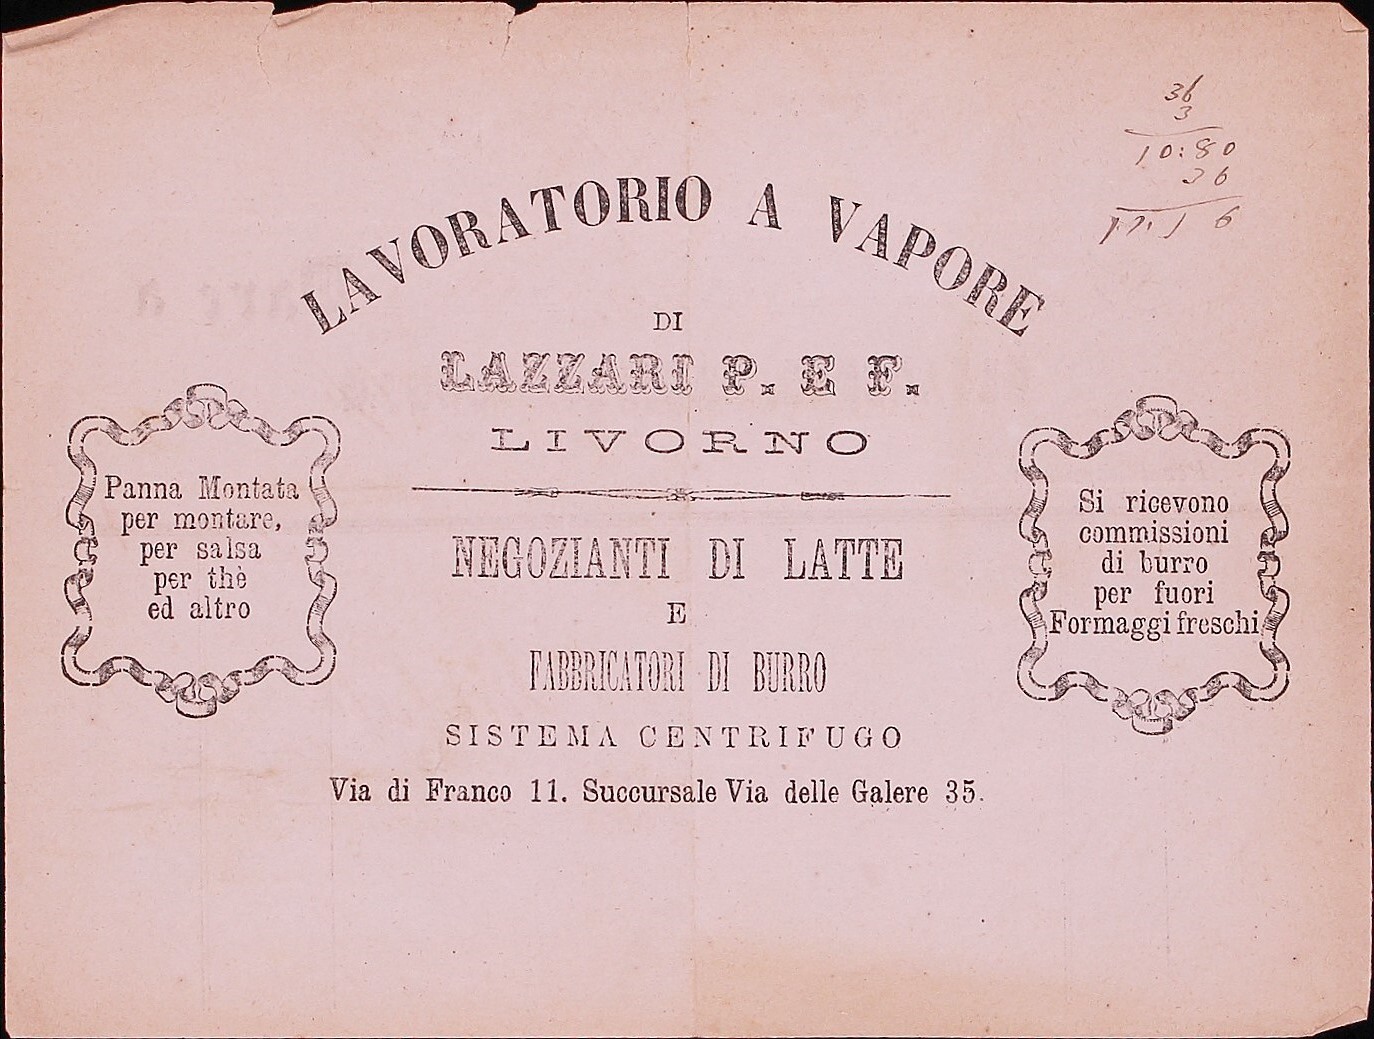 36
3
10:80
36
LAVORATORIO A VAPORE
DI
LAZZARI P. E F.
LIVORNO
NEGOZIANTI DI LATTE
E
FABBRICATORI DI BURRO
SISTEMA CENTRIFUGO
Via di Franco 11. Succursale Via delle Galere 35.
Panna Montata
per montare,
per salsa
per thè
ed altro
Si ricevono
commissioni
di burro
per fuori
Formaggi freschi